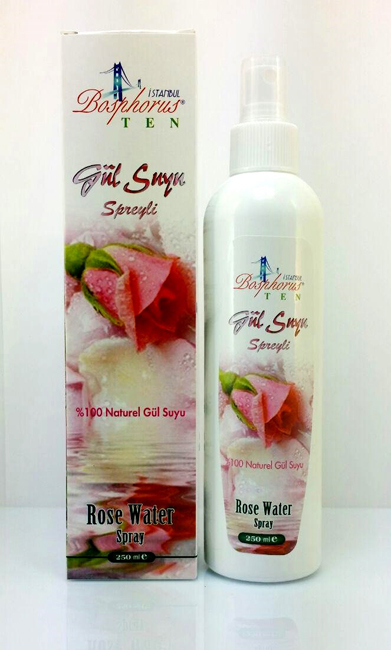 İSTANBUL
Bosphorus®
TEN
Gül Suyu
Spreyli
%100 Naturel Gül Suyu
Rose Water
Spray
250 ml e
İSTANBUL
Bosphorus
TEN
Gül Suyu
Spreyli
100 Naturel Gül Suyu
Rose Water
Spray
250 ml e